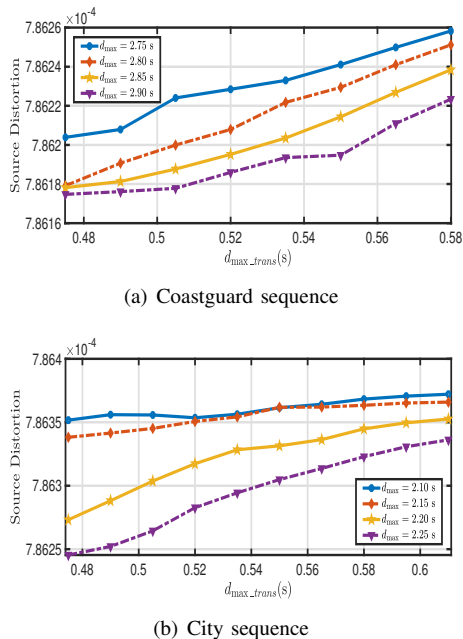 ×10⁻⁴
7.8626
7.8624
7.8622
7.862
7.8618
7.8616
Source Distortion
d_max = 2.75 s
d_max = 2.80 s
d_max = 2.85 s
d_max = 2.90 s
0.48 0.5 0.52 0.54 0.56 0.58
d_max_trans(s)
(a) Coastguard sequence
×10⁻⁴
7.864
7.8635
7.863
7.8625
Source Distortion
d_max = 2.10 s
d_max = 2.15 s
d_max = 2.20 s
d_max = 2.25 s
0.48 0.5 0.52 0.54 0.56 0.58 0.6
d_max_trans(s)
(b) City sequence